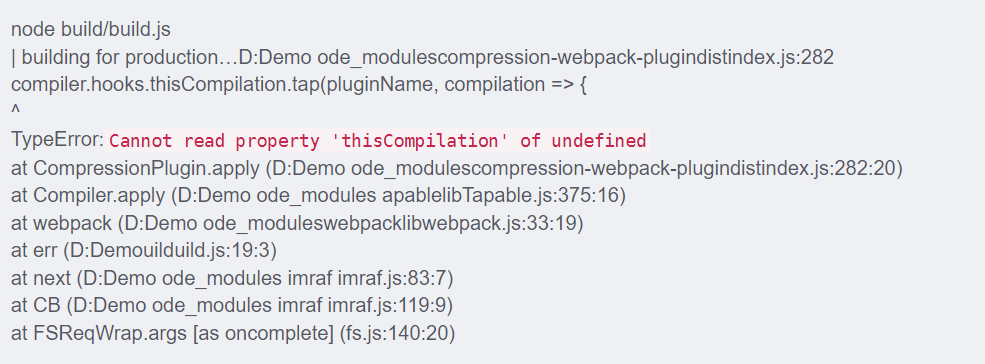 node build/build.js
| building for production…D:Demo ode_modulescompression-webpack-plugindistindex.js:282
compiler.hooks.thisCompilation.tap(pluginName, compilation => {
^
TypeError: Cannot read property 'thisCompilation' of undefined
at CompressionPlugin.apply (D:Demo ode_modulescompression-webpack-plugindistindex.js:282:20)
at Compiler.apply (D:Demo ode_modules apablelibTapable.js:375:16)
at webpack (D:Demo ode_moduleswebpacklibwebpack.js:33:19)
at err (D:Demouilduild.js:19:3)
at next (D:Demo ode_modules imraf imraf.js:83:7)
at CB (D:Demo ode_modules imraf imraf.js:119:9)
at FSReqWrap.args [as oncomplete] (fs.js:140:20)